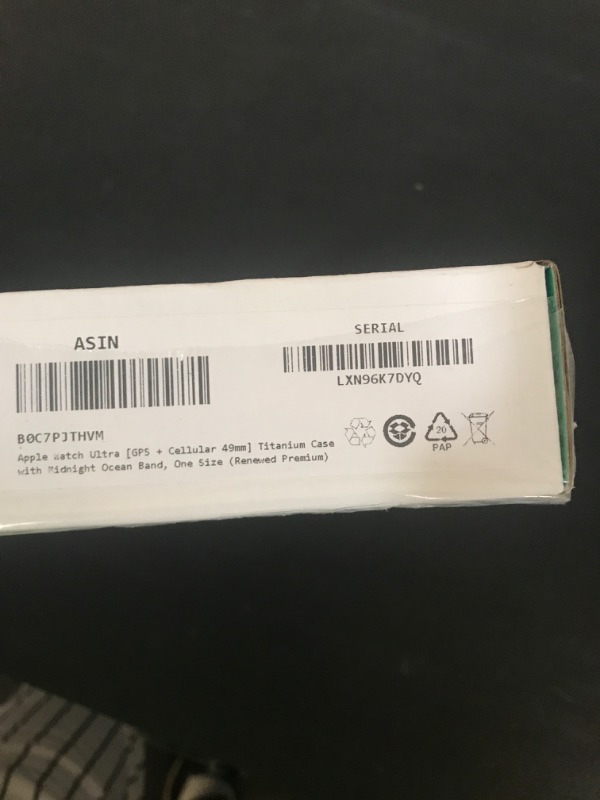 ASIN
SERIAL
LXN96K7DYQ
B0C7PJTHVM
Apple Watch Ultra [GPS + Cellular 49mm] Titanium Case
with Midnight Ocean Band, One Size (Renewed Premium)
20
PAP